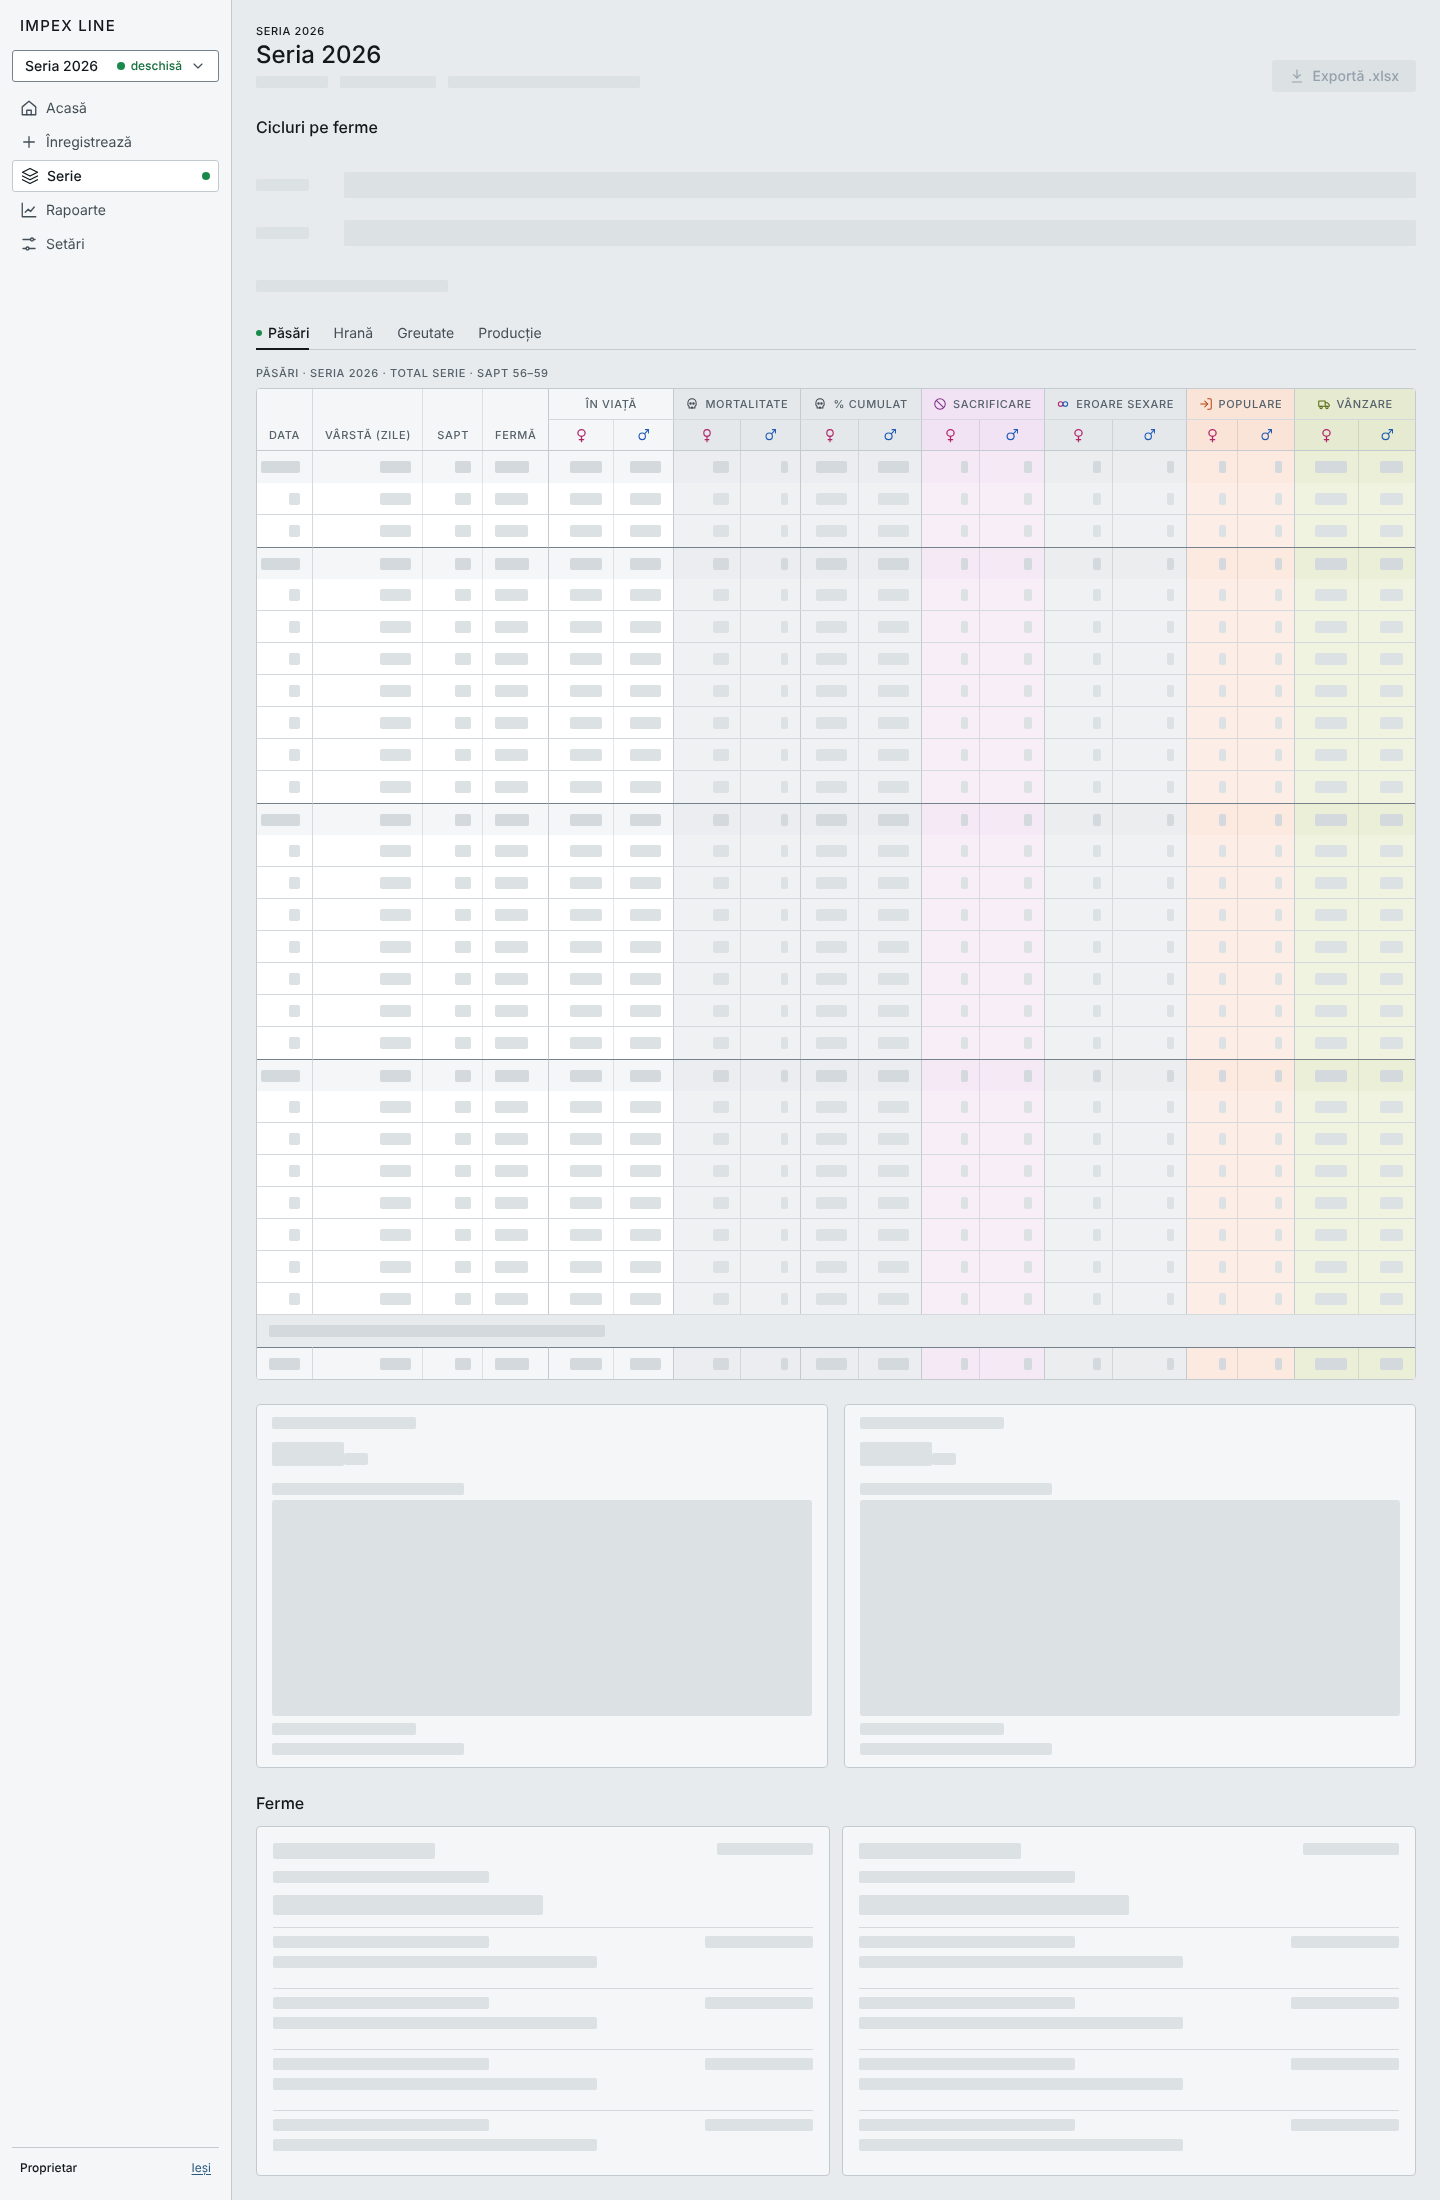 IMPEX LINE
Seria 2026 deschisă
Acasă
Înregistrează
Serie
Rapoarte
Setări
SERIA 2026
Seria 2026
Exportă .xlsx
Cicluri pe ferme
Păsări Hrană Greutate Producție
PĂSĂRI · SERIA 2026 · TOTAL SERIE · SAPT 56–59
ÎN VIAȚĂ MORTALITATE % CUMULAT SACRIFICARE EROARE SEXARE POPULARE VÂNZARE
DATA VÂRSTĂ (ZILE) SAPT FERMĂ ♀ ♂ ♀ ♂ ♀ ♂ ♀ ♂ ♀ ♂ ♀ ♂ ♀ ♂
Ferme
Proprietar Ieși